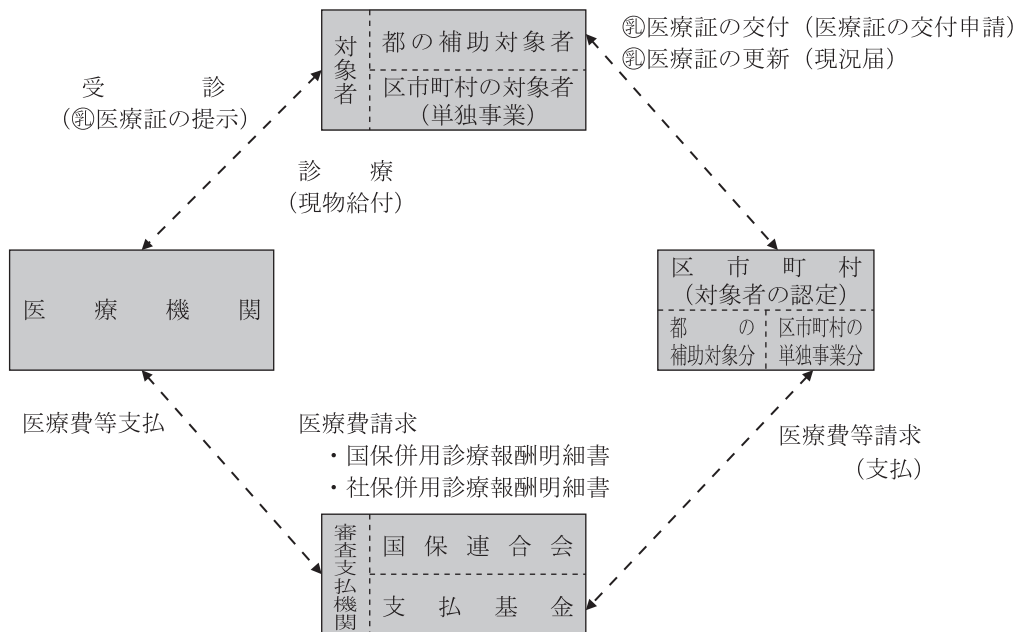 対象者
都の補助対象者
区市町村の対象者
（単独事業）
㊚医療証の交付（医療証の交付申請）
㊚医療証の更新（現況届）
受診
（㊚医療証の提示）
診療
（現物給付）
医療機関
区市町村
（対象者の認定）
都の
補助対象分
区市町村の
単独事業分
医療費等支払
医療費請求
・国保併用診療報酬明細書
・社保併用診療報酬明細書
医療費等請求
（支払）
審査支払機関
国保連合会
支払基金